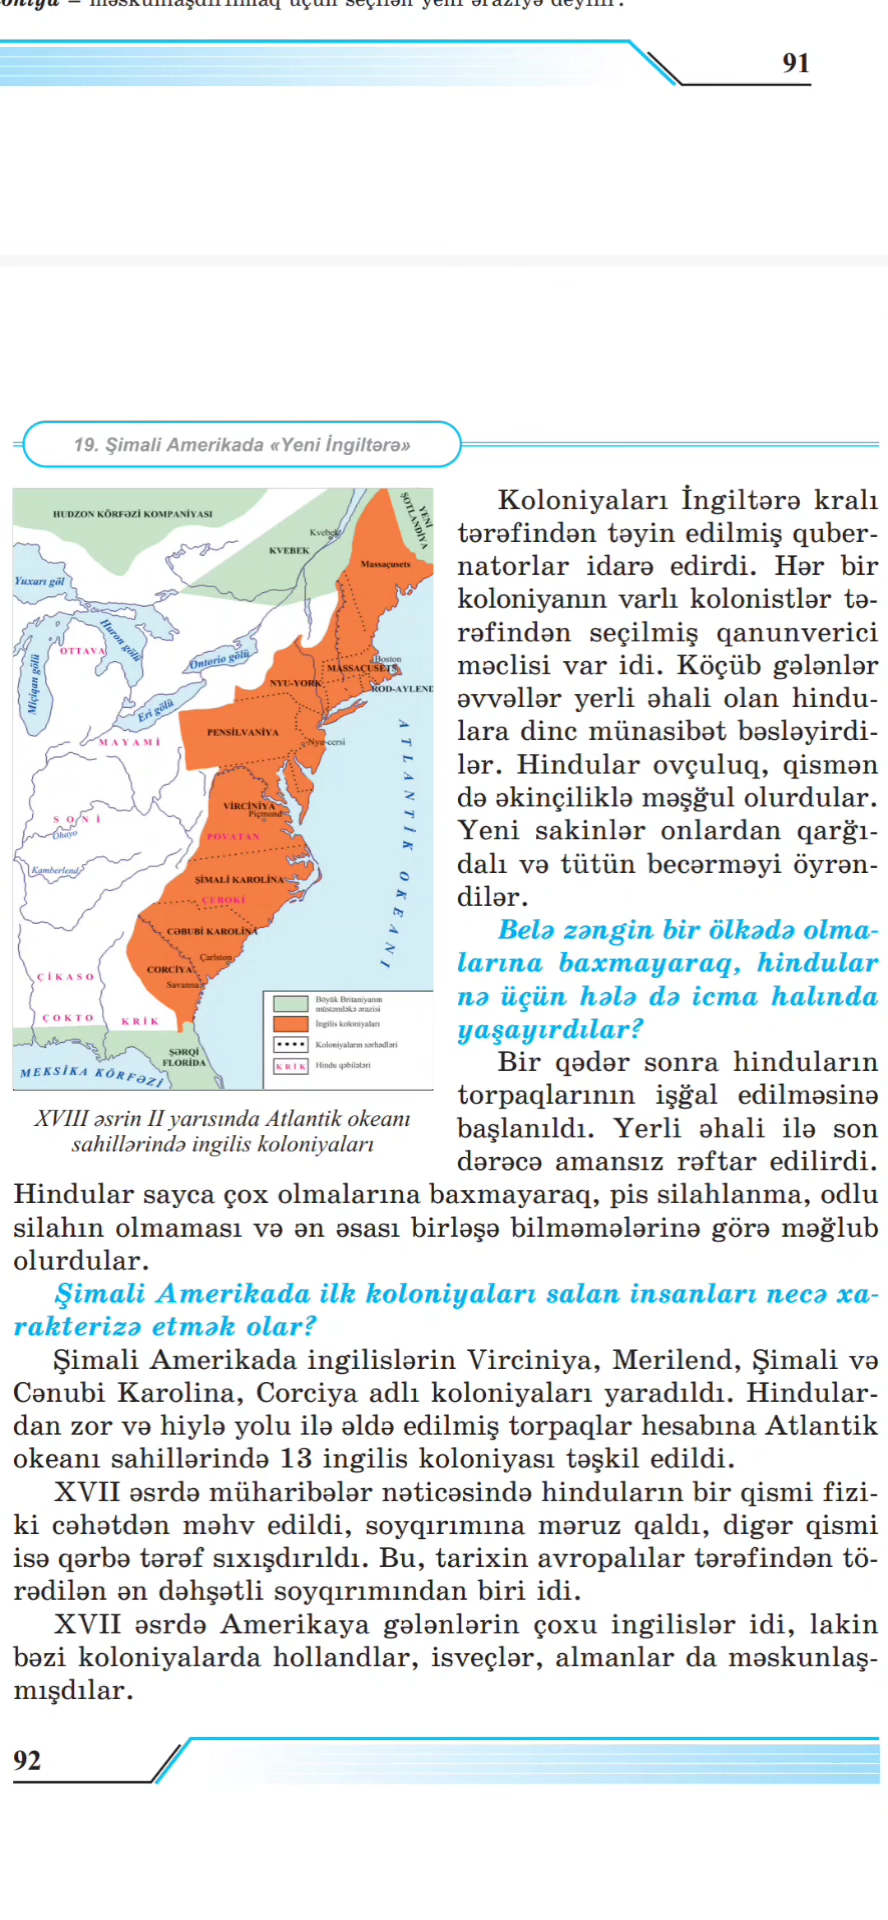 – məskunlaşdırılmaq üçün seçilən yeni əraziyə deyilir.
91
19. Şimali Amerikada «Yeni İngiltərə»
HUDZON KÖRFƏZİ KOMPANİYASI
YENİ
ŞOTLANDİYA
Kvebek
KVEBEK
Massaçusets
Yuxarı göl
Huron gölü
OTTAVA
Miçiqan gölü
Ontorio gölü
Boston
MASSAÇUSETS
NYU-YORK
ROD-AYLEND
Eri gölü
PENSİLVANİYA
MAYAMİ
Nyu-cersi
ATLANTİK OKEANI
VİRCİNİYA
Piçmond
SONİ
Ohayo
POVATAN
Kamberlend
ŞİMALİ KAROLİNA
ÇEROKİ
CƏBUBİ KAROLİNA
Çarlston
CORCİYA
ÇİKASO
Savanna
ÇOKTO
KRİK
ŞƏRQİ
FLORİDA
MEKSİKA KÖRFƏZİ
Böyük Britaniyanın
müstəmləkə ərazisi
İngilis koloniyaları
Koloniyaların sərhədləri
KRİK
Hindu qəbilələri
XVIII əsrin II yarısında Atlantik okeanı
sahillərində ingilis koloniyaları
Koloniyaları İngiltərə kralı
tərəfindən təyin edilmiş quber-
natorlar idarə edirdi. Hər bir
koloniyanın varlı kolonistlər tə-
rəfindən seçilmiş qanunverici
məclisi var idi. Köçüb gələnlər
əvvəllər yerli əhali olan hindu-
lara dinc münasibət bəsləyirdi-
lər. Hindular ovçuluq, qismən
də əkinçiliklə məşğul olurdular.
Yeni sakinlər onlardan qarğı-
dalı və tütün becərməyi öyrən-
dilər.
Belə zəngin bir ölkədə olma-
larına baxmayaraq, hindular
nə üçün hələ də icma halında
yaşayırdılar?
Bir qədər sonra hinduların
torpaqlarının işğal edilməsinə
başlanıldı. Yerli əhali ilə son
dərəcə amansız rəftar edilirdi.
Hindular sayca çox olmalarına baxmayaraq, pis silahlanma, odlu
silahın olmaması və ən əsası birləşə bilməmələrinə görə məğlub
olurdular.
Şimali Amerikada ilk koloniyaları salan insanları necə xa-
rakterizə etmək olar?
Şimali Amerikada ingilislərin Virciniya, Merilend, Şimali və
Cənubi Karolina, Corciya adlı koloniyaları yaradıldı. Hindular-
dan zor və hiylə yolu ilə əldə edilmiş torpaqlar hesabına Atlantik
okeanı sahillərində 13 ingilis koloniyası təşkil edildi.
XVII əsrdə müharibələr nəticəsində hinduların bir qismi fizi-
ki cəhətdən məhv edildi, soyqırımına məruz qaldı, digər qismi
isə qərbə tərəf sıxışdırıldı. Bu, tarixin avropalılar tərəfindən tö-
rədilən ən dəhşətli soyqırımından biri idi.
XVII əsrdə Amerikaya gələnlərin çoxu ingilislər idi, lakin
bəzi koloniyalarda hollandlar, isveçlər, almanlar da məskunlaş-
mışdılar.
92